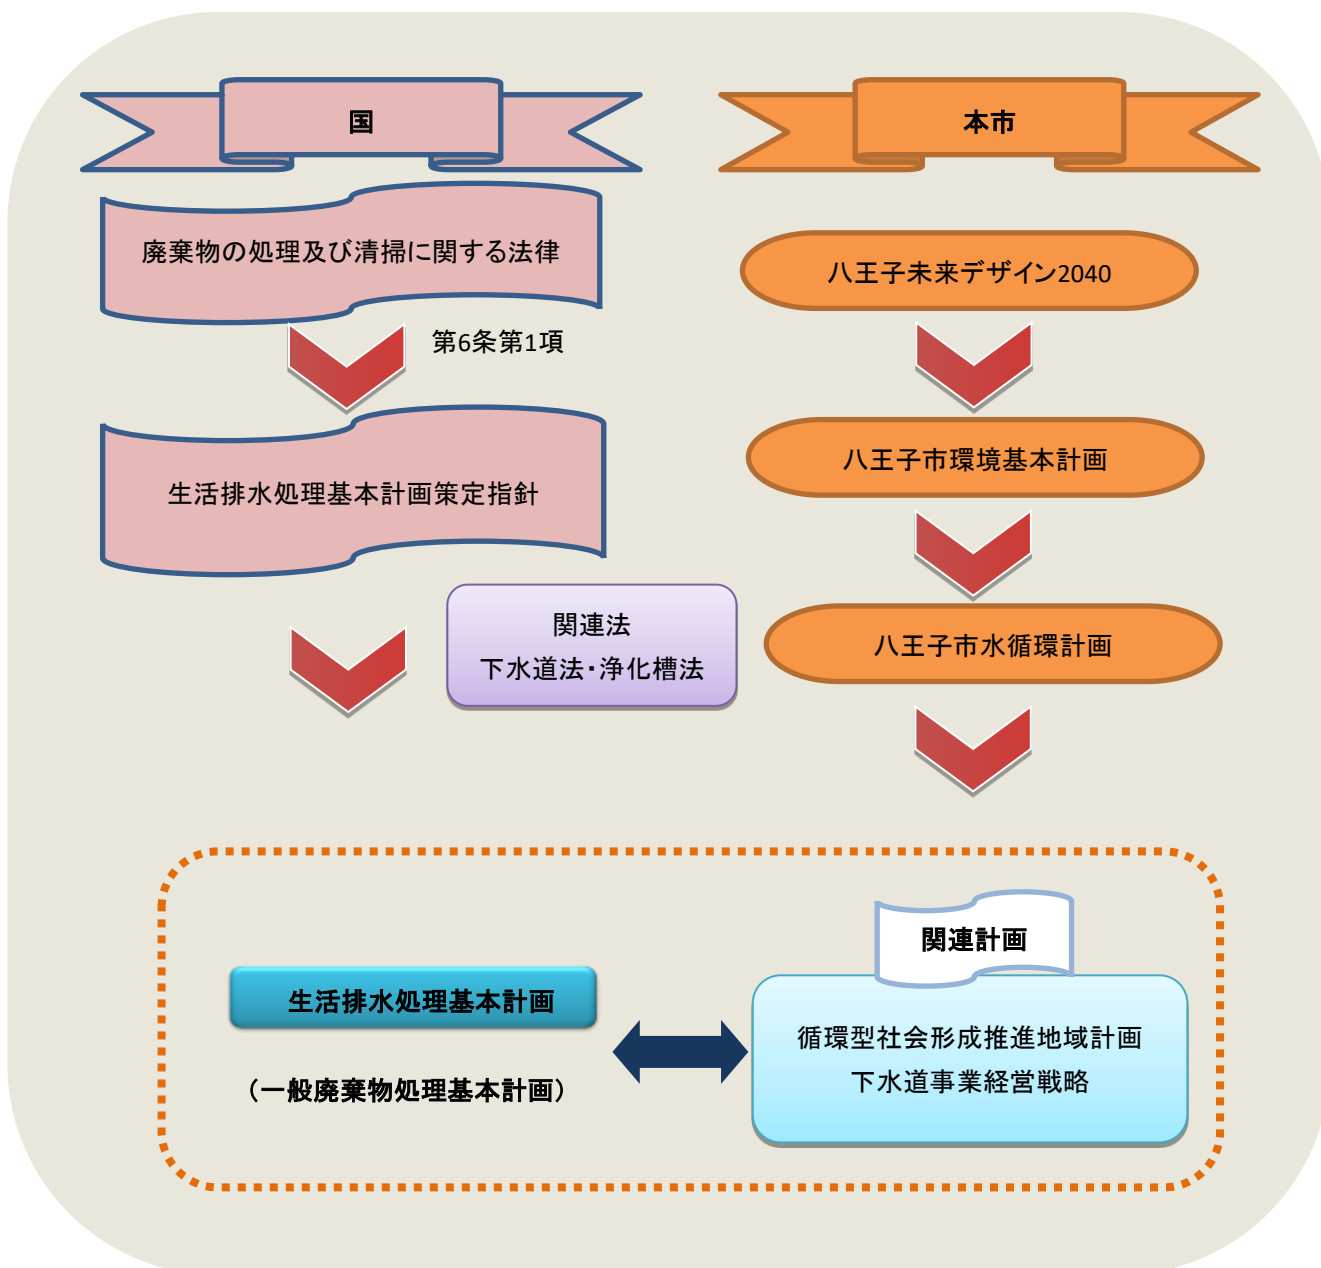 国
本市
廃棄物の処理及び清掃に関する法律
第6条第1項
生活排水処理基本計画策定指針
八王子未来デザイン2040
八王子市環境基本計画
八王子市水循環計画
関連法
下水道法・浄化槽法
生活排水処理基本計画
(一般廃棄物処理基本計画)
関連計画
循環型社会形成推進地域計画
下水道事業経営戦略